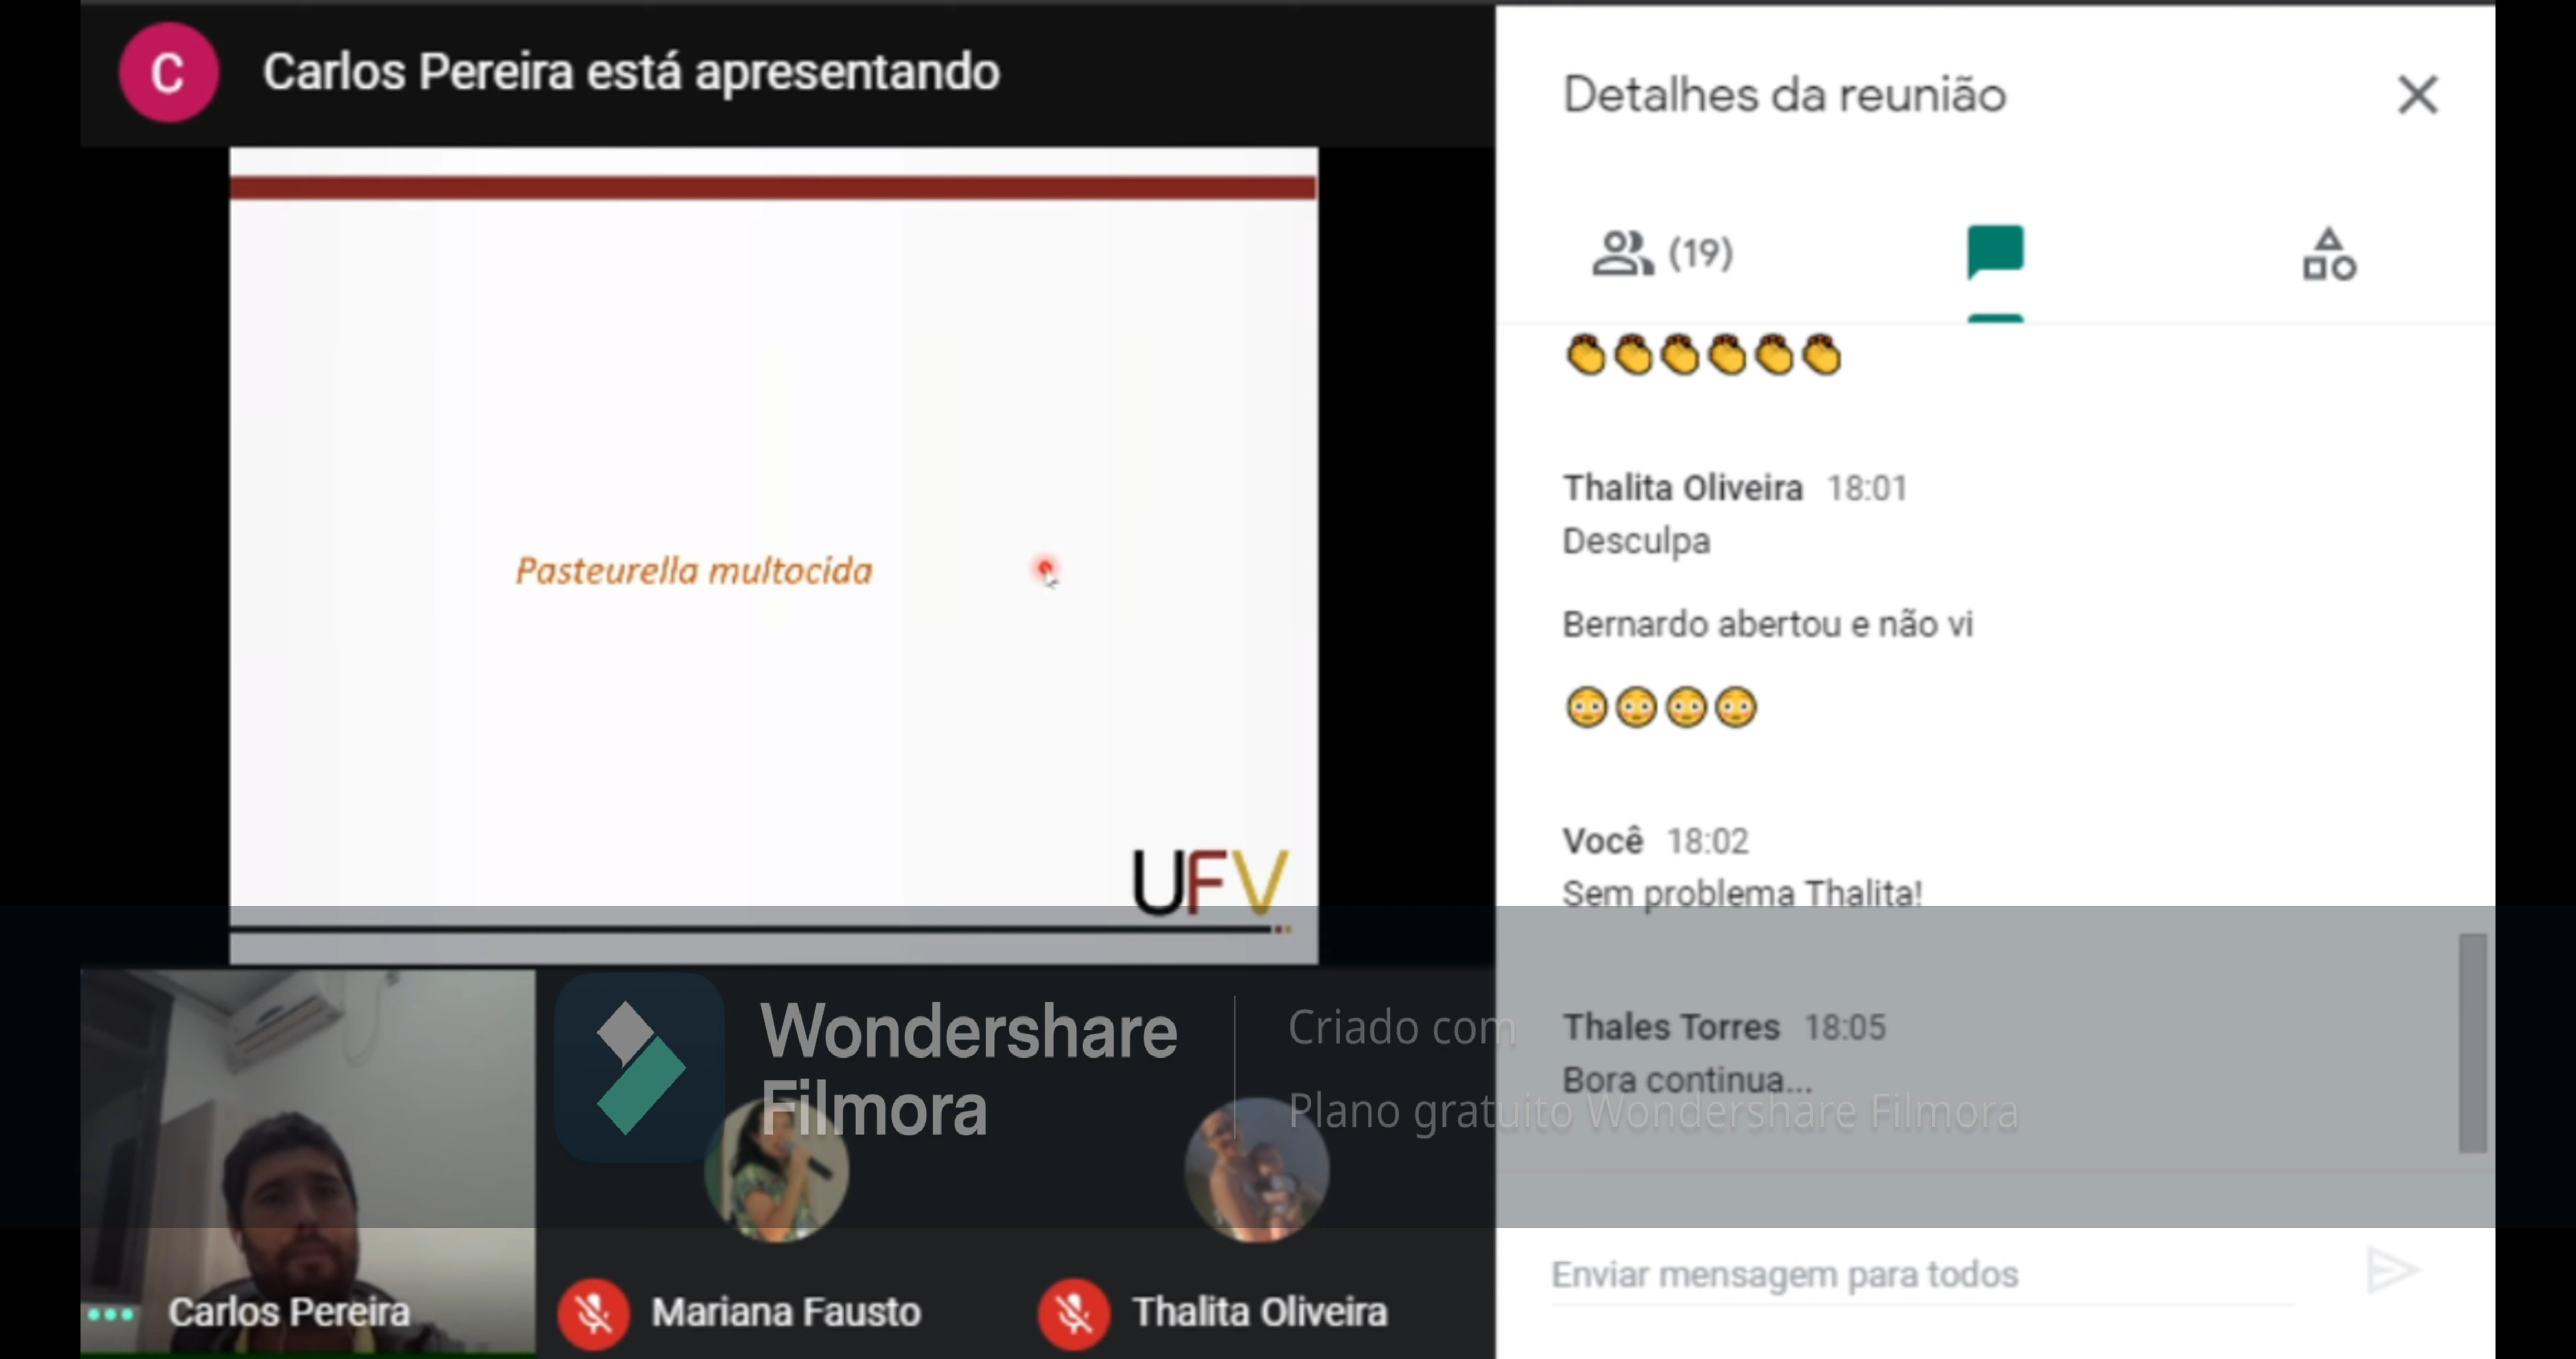 C
Carlos Pereira está apresentando
Pasteurella multocida
UFV
Carlos Pereira
Mariana Fausto
Thalita Oliveira
Detalhes da reunião
(19)
👏👏👏👏👏👏
Thalita Oliveira 18:01
Desculpa
Bernardo abertou e não vi
😳😳😳😳
Você 18:02
Sem problema Thalita!
Thales Torres 18:05
Bora continua...
Enviar mensagem para todos
Wondershare
Filmora
Criado com
Plano gratuito Wondershare Filmora